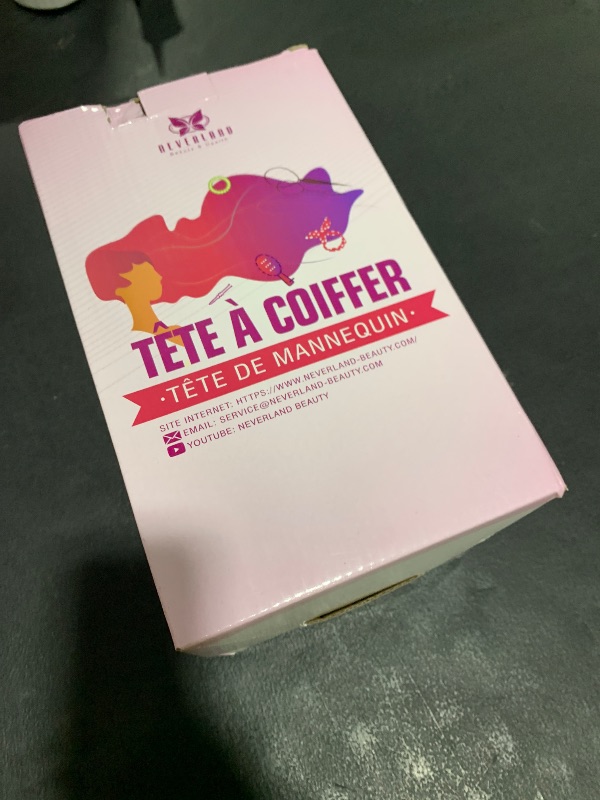 NEVERLAND
Beauty & Health
TÊTE À COIFFER
·TÊTE DE MANNEQUIN·
SITE INTERNET: HTTPS://WWW.NEVERLAND-BEAUTY.COM/
EMAIL: SERVICE@NEVERLAND-BEAUTY.COM
YOUTUBE: NEVERLAND BEAUTY